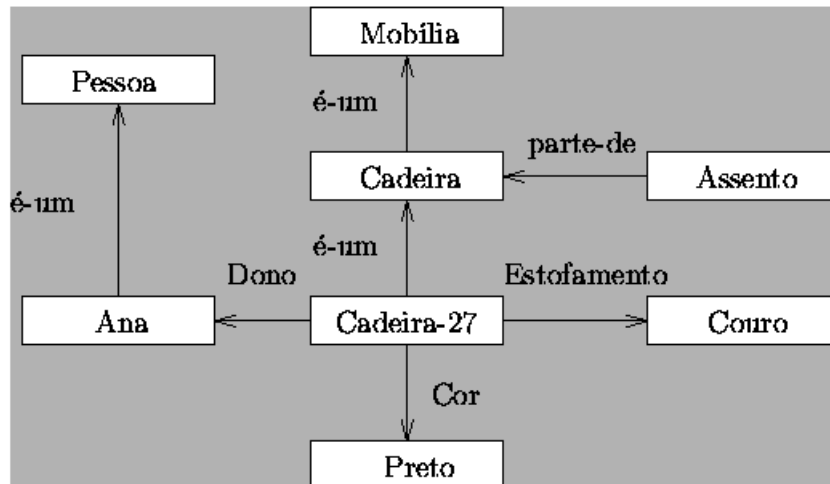 Mobília
Pessoa
é-um
parte-de
Cadeira
Assento
é-um
é-um
Dono
Estofamento
Ana
Cadeira-27
Couro
Cor
Preto